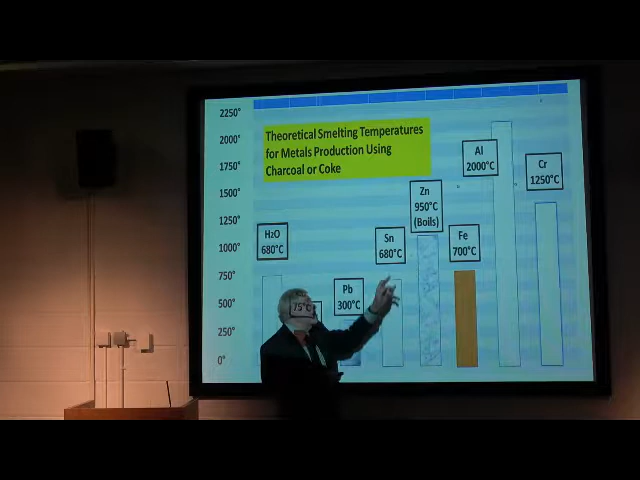 2250°
2000°
1750°
1500°
1250°
1000°
750°
500°
250°
0°
Theoretical Smelting Temperatures
for Metals Production Using
Charcoal or Coke
H2O
680°C
75°C
Pb
300°C
Sn
680°C
Zn
950°C
(Boils)
Fe
700°C
Al
2000°C
Cr
1250°C